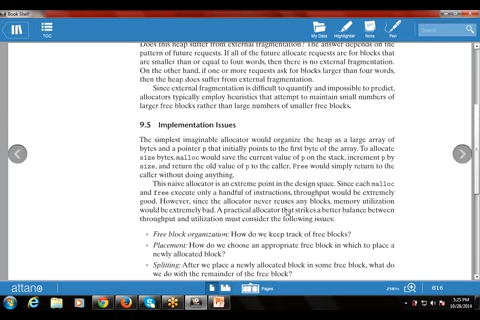 Book Shelf
TOC
My Data
Highlighter
Note
Pen
Search
Does this heap suffer from external fragmentation? The answer depends on the
pattern of future requests. If all of the future allocate requests are for blocks that
are smaller than or equal to four words, then there is no external fragmentation.
On the other hand, if one or more requests ask for blocks larger than four words,
then the heap does suffer from external fragmentation.
Since external fragmentation is difficult to quantify and impossible to predict,
allocators typically employ heuristics that attempt to maintain small numbers of
larger free blocks rather than large numbers of smaller free blocks.
9.5 Implementation Issues
The simplest imaginable allocator would organize the heap as a large array of
bytes and a pointer p that initially points to the first byte of the array. To allocate
size bytes, malloc would save the current value of p on the stack, increment p by
size, and return the old value of p to the caller. Free would simply return to the
caller without doing anything.
This naive allocator is an extreme point in the design space. Since each malloc
and free execute only a handful of instructions, throughput would be extremely
good. However, since the allocator never reuses any blocks, memory utilization
would be extremely bad. A practical allocator that strikes a better balance between
throughput and utilization must consider the following issues:
• Free block organization: How do we keep track of free blocks?
• Placement: How do we choose an appropriate free block in which to place a
newly allocated block?
• Splitting: After we place a newly allocated block in some free block, what do
we do with the remainder of the free block?
attano
Pages
ZOOM
816
5:25 PM
10/28/2014